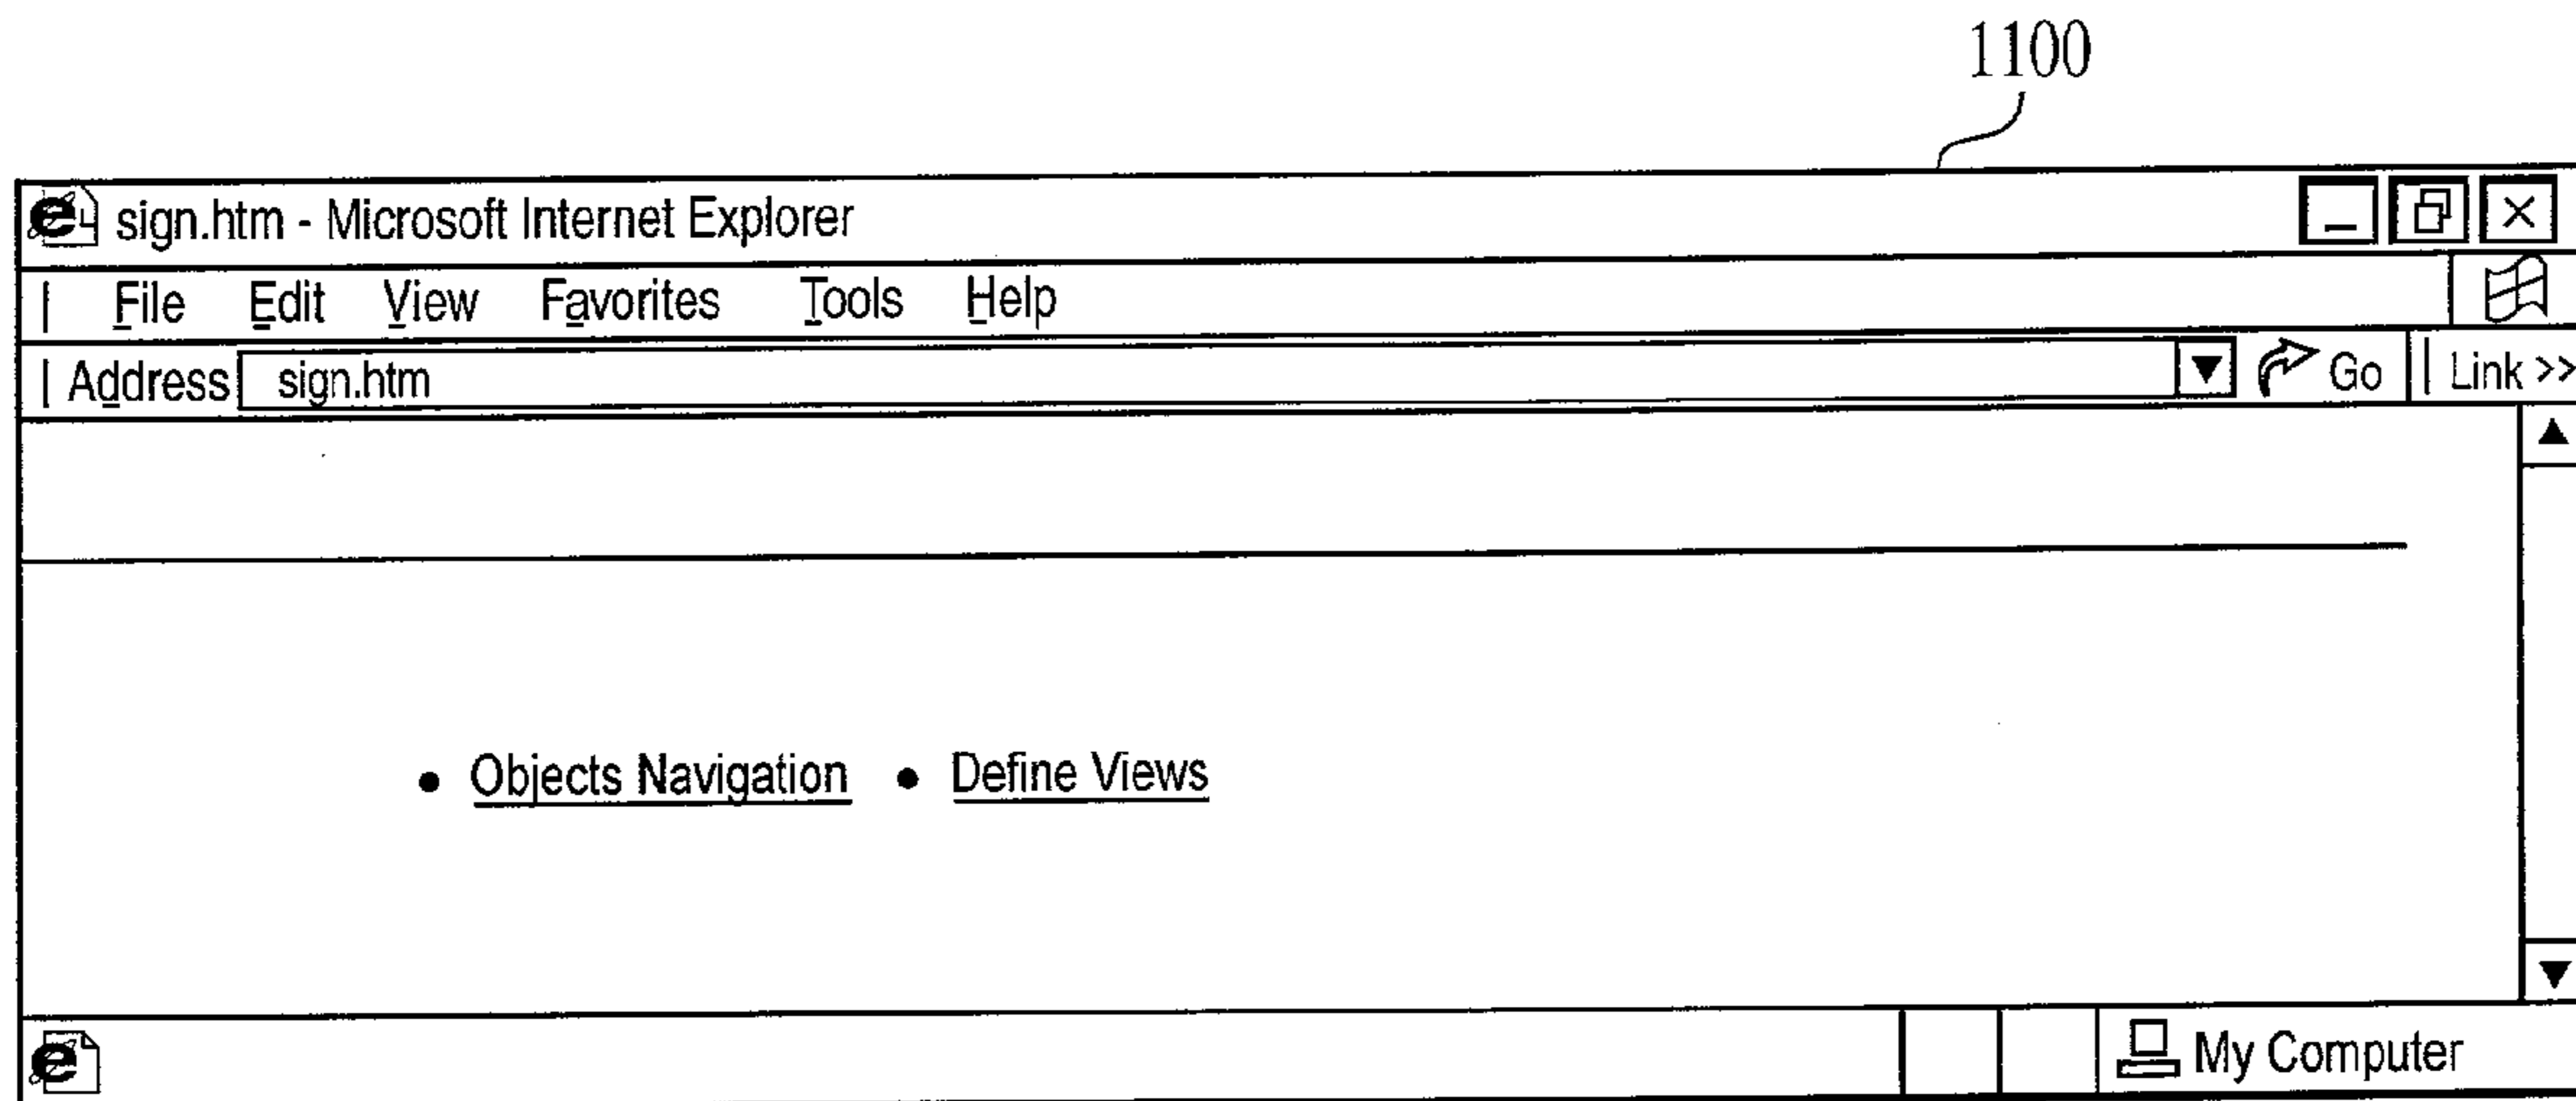 1100
sign.htm - Microsoft Internet Explorer
File Edit View Favorites Tools Help
Address sign.htm Go Link >>
• Objects Navigation • Define Views
My Computer